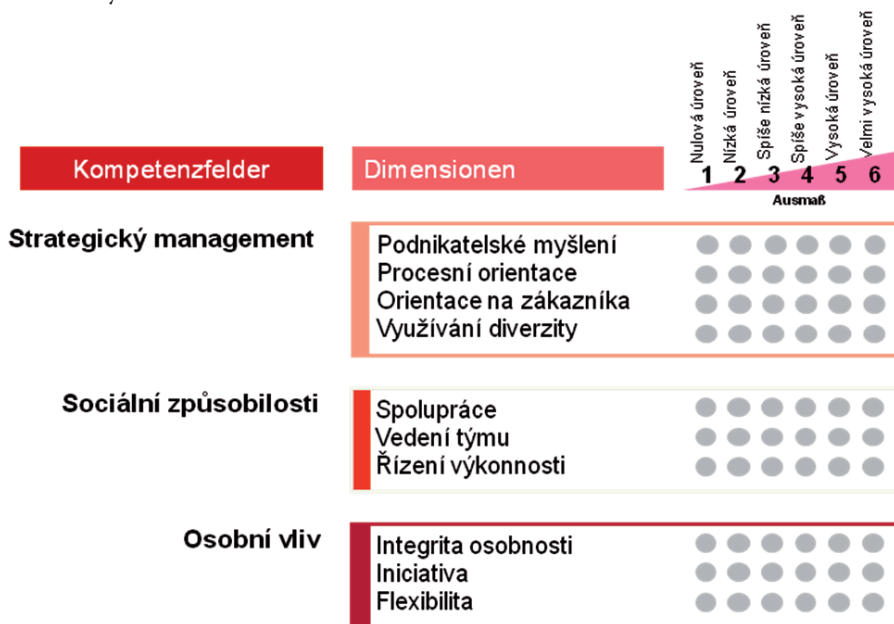 Nulová úroveň
Nízká úroveň
Spíše nízká úroveň
Spíše vysoká úroveň
Vysoká úroveň
Velmi vysoká úroveň
Kompetenzfelder
Dimensionen
1 2 3 4 5 6
Ausmaß
Strategický management
Podnikatelské myšlení
Procesní orientace
Orientace na zákazníka
Využívání diverzity
Sociální způsobilosti
Spolupráce
Vedení týmu
Řízení výkonnosti
Osobní vliv
Integrita osobnosti
Iniciativa
Flexibilita